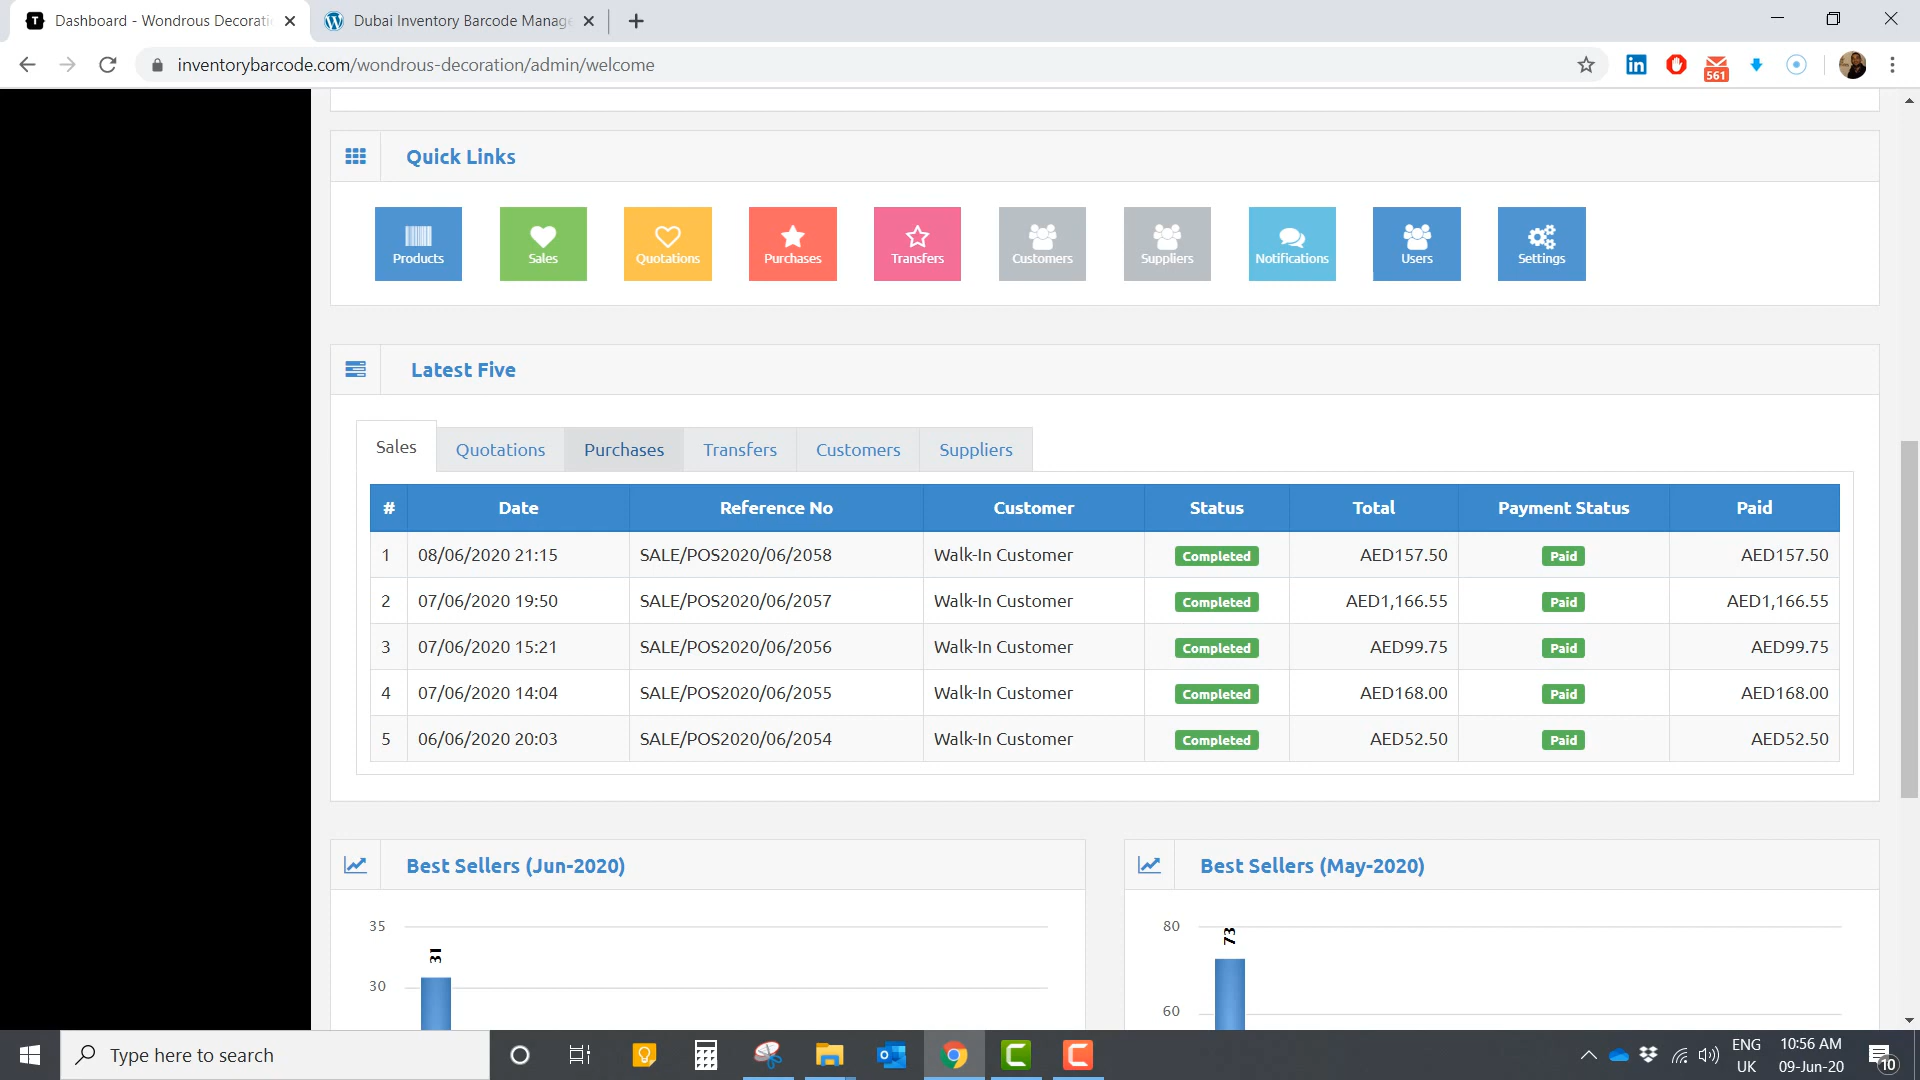 Dashboard - Wondrous Decoratio
Dubai Inventory Barcode Manage
inventorybarcode.com/wondrous-decoration/admin/welcome
561
Quick Links
Products
Sales
Quotations
Purchases
Transfers
Customers
Suppliers
Notifications
Users
Settings
Latest Five
Sales Quotations Purchases Transfers Customers Suppliers
# Date Reference No Customer Status Total Payment Status Paid
1 08/06/2020 21:15 SALE/POS2020/06/2058 Walk-In Customer Completed AED157.50 Paid AED157.50
2 07/06/2020 19:50 SALE/POS2020/06/2057 Walk-In Customer Completed AED1,166.55 Paid AED1,166.55
3 07/06/2020 15:21 SALE/POS2020/06/2056 Walk-In Customer Completed AED99.75 Paid AED99.75
4 07/06/2020 14:04 SALE/POS2020/06/2055 Walk-In Customer Completed AED168.00 Paid AED168.00
5 06/06/2020 20:03 SALE/POS2020/06/2054 Walk-In Customer Completed AED52.50 Paid AED52.50
Best Sellers (Jun-2020)
35
31
30
Best Sellers (May-2020)
80
73
60
Type here to search
ENG
UK
10:56 AM
09-Jun-20
10